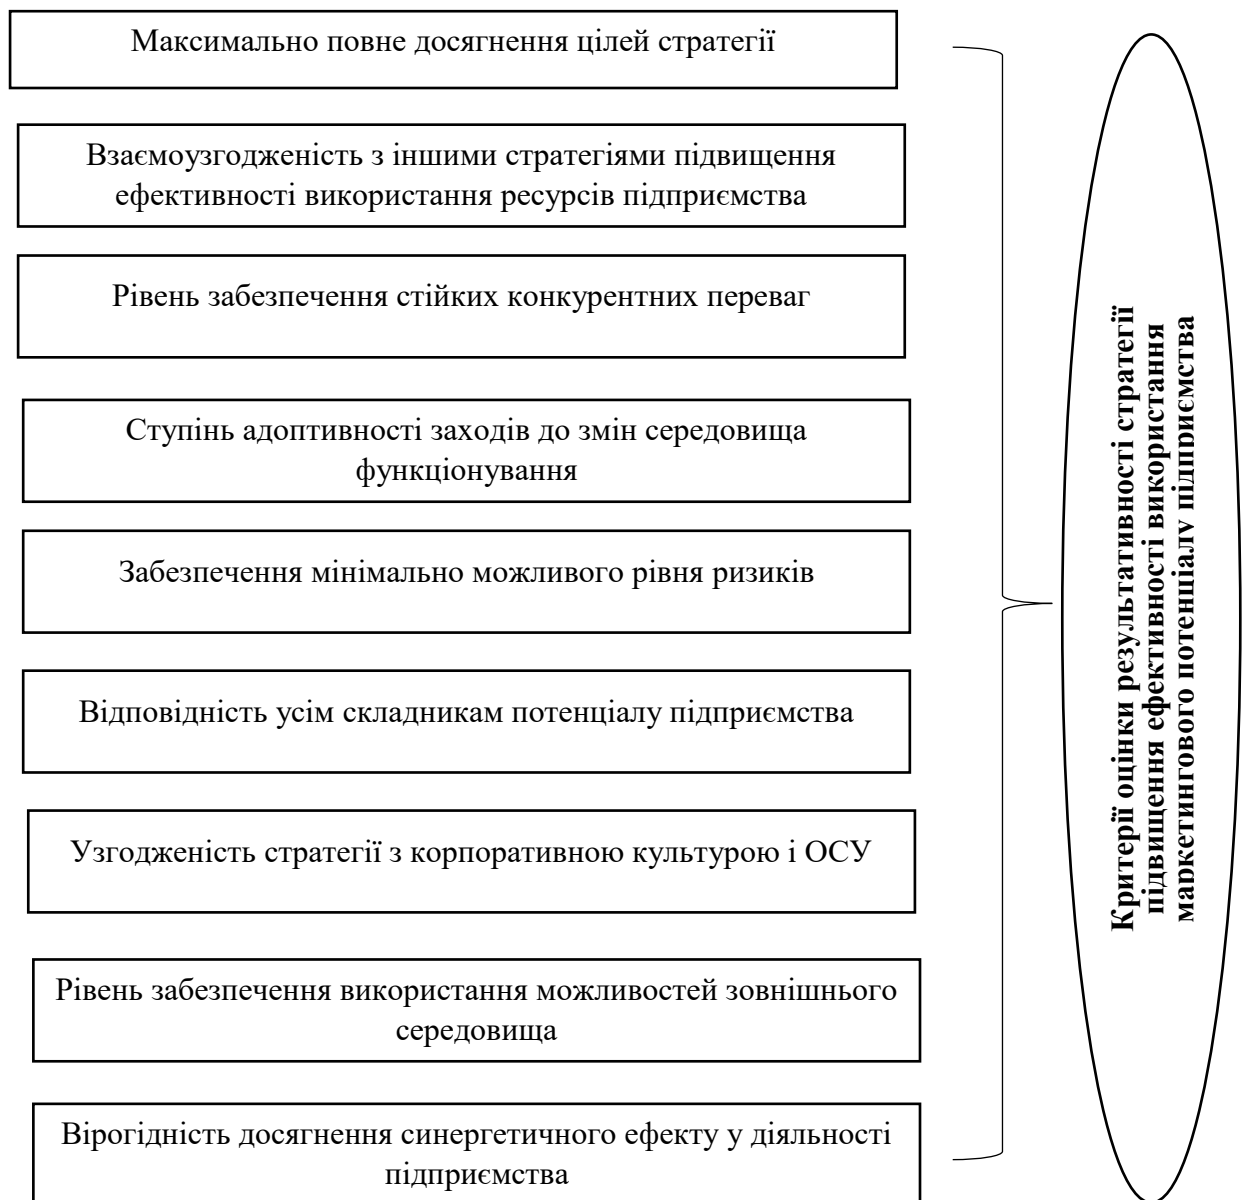 Максимально повне досягнення цілей стратегії
Взаємоузгодженість з іншими стратегіями підвищення
ефективності використання ресурсів підприємства
Рівень забезпечення стійких конкурентних переваг
Ступінь адоптивності заходів до змін середовища
функціонування
Забезпечення мінімально можливого рівня ризиків
Відповідність усім складникам потенціалу підприємства
Узгодженість стратегії з корпоративною культурою і ОСУ
Рівень забезпечення використання можливостей зовнішнього
середовища
Вірогідність досягнення синергетичного ефекту у діяльності
підприємства
Критерії оцінки результативності стратегії
підвищення ефективності використання
маркетингового потенціалу підприємства